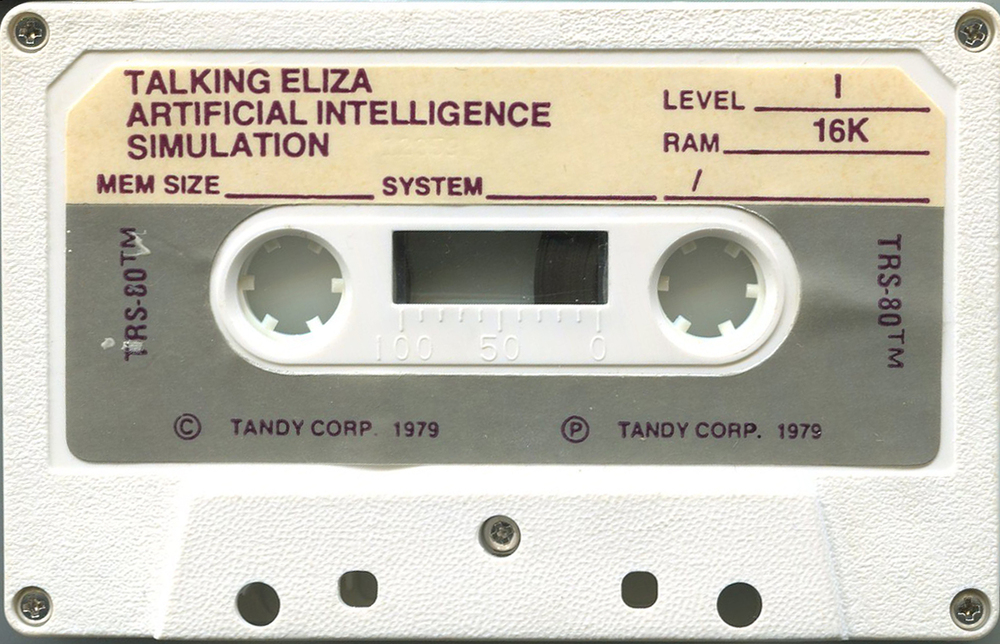 TALKING ELIZA
ARTIFICIAL INTELLIGENCE
SIMULATION
LEVEL I
RAM 16K
MEM SIZE SYSTEM /
TRS-80™
TRS-80™
100 50 0
© TANDY CORP. 1979 ℗ TANDY CORP. 1979